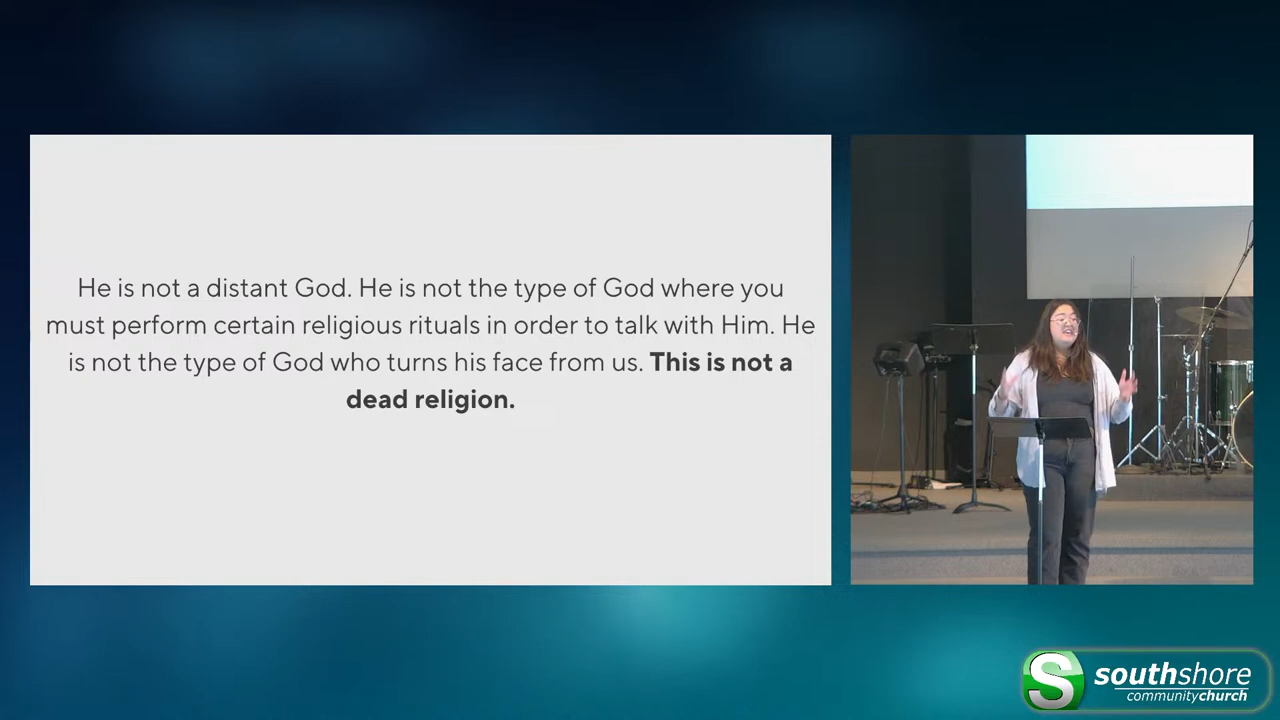 He is not a distant God. He is not the type of God where you
must perform certain religious rituals in order to talk with Him. He
is not the type of God who turns his face from us. This is not a
dead religion.
S southshore
communitychurch